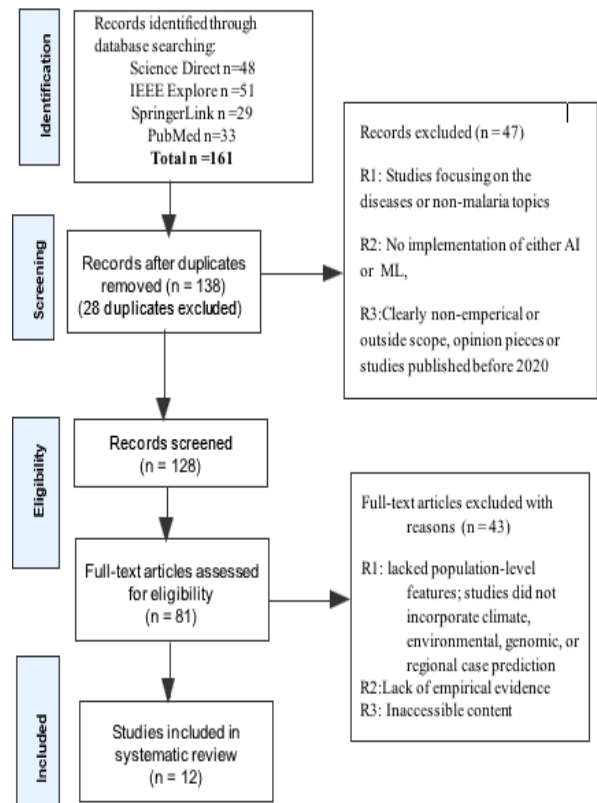 Identification
Records identified through
database searching:
Science Direct n=48
IEEE Explore n =51
SpringerLink n =29
PubMed n=33
Total n =161
Records excluded (n = 47)
R1: Studies focusing on the
diseases or non-malaria topics
R2: No implementation of either AI
or ML,
R3:Clearly non-emperical or
outside scope, opinion pieces or
studies published before 2020
Screening
Records after duplicates
removed (n = 138)
(28 duplicates excluded)
Eligibility
Records screened
(n = 128)
Full-text articles assessed
for eligibility
(n = 81)
Full-text articles excluded with
reasons (n=43)
R1: lacked population-level
features; studies did not
incorporate climate,
environmental, genomic, or
regional case prediction
R2:Lack of empirical evidence
R3: Inaccessible content
Included
Studies included in
systematic review
(n = 12)